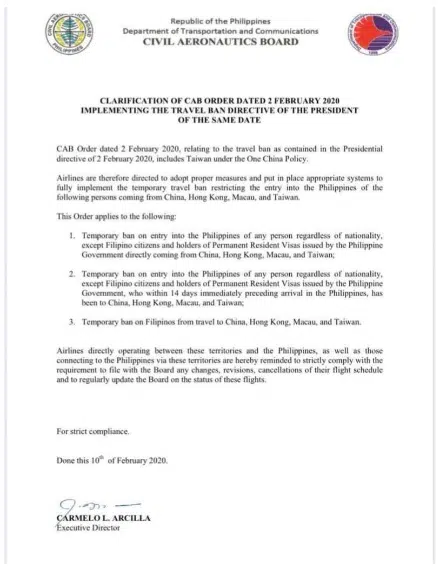 Republic of the Philippines
Department of Transportation and Communications
CIVIL AERONAUTICS BOARD
CLARIFICATION OF CAB ORDER DATED 2 FEBRUARY 2020
IMPLEMENTING THE TRAVEL BAN DIRECTIVE OF THE PRESIDENT
OF THE SAME DATE
CAB Order dated 2 February 2020, relating to the travel ban as contained in the Presidential
directive of 2 February 2020, includes Taiwan under the One China Policy.
Airlines are therefore directed to adopt proper measures and put in place appropriate systems to
fully implement the temporary travel ban restricting the entry into the Philippines of the
following persons coming from China, Hong Kong, Macau, and Taiwan.
This Order applies to the following:
1. Temporary ban on entry into the Philippines of any person regardless of nationality,
except Filipino citizens and holders of Permanent Resident Visas issued by the Philippine
Government directly coming from China, Hong Kong, Macau, and Taiwan;
2. Temporary ban on entry into the Philippines of any person regardless of nationality,
except Filipino citizens and holders of Permanent Resident Visas issued by the Philippine
Government, who within 14 days immediately preceding arrival in the Philippines, has
been to China, Hong Kong, Macau, and Taiwan;
3. Temporary ban on Filipinos from travel to China, Hong Kong, Macau, and Taiwan.
Airlines directly operating between these territories and the Philippines, as well as those
connecting to the Philippines via these territories are hereby reminded to strictly comply with the
requirement to file with the Board any changes, revisions, cancellations of their flight schedule
and to regularly update the Board on the status of these flights.
For strict compliance.
Done this 10th of February 2020.
CARMELO L. ARCILLA
Executive Director